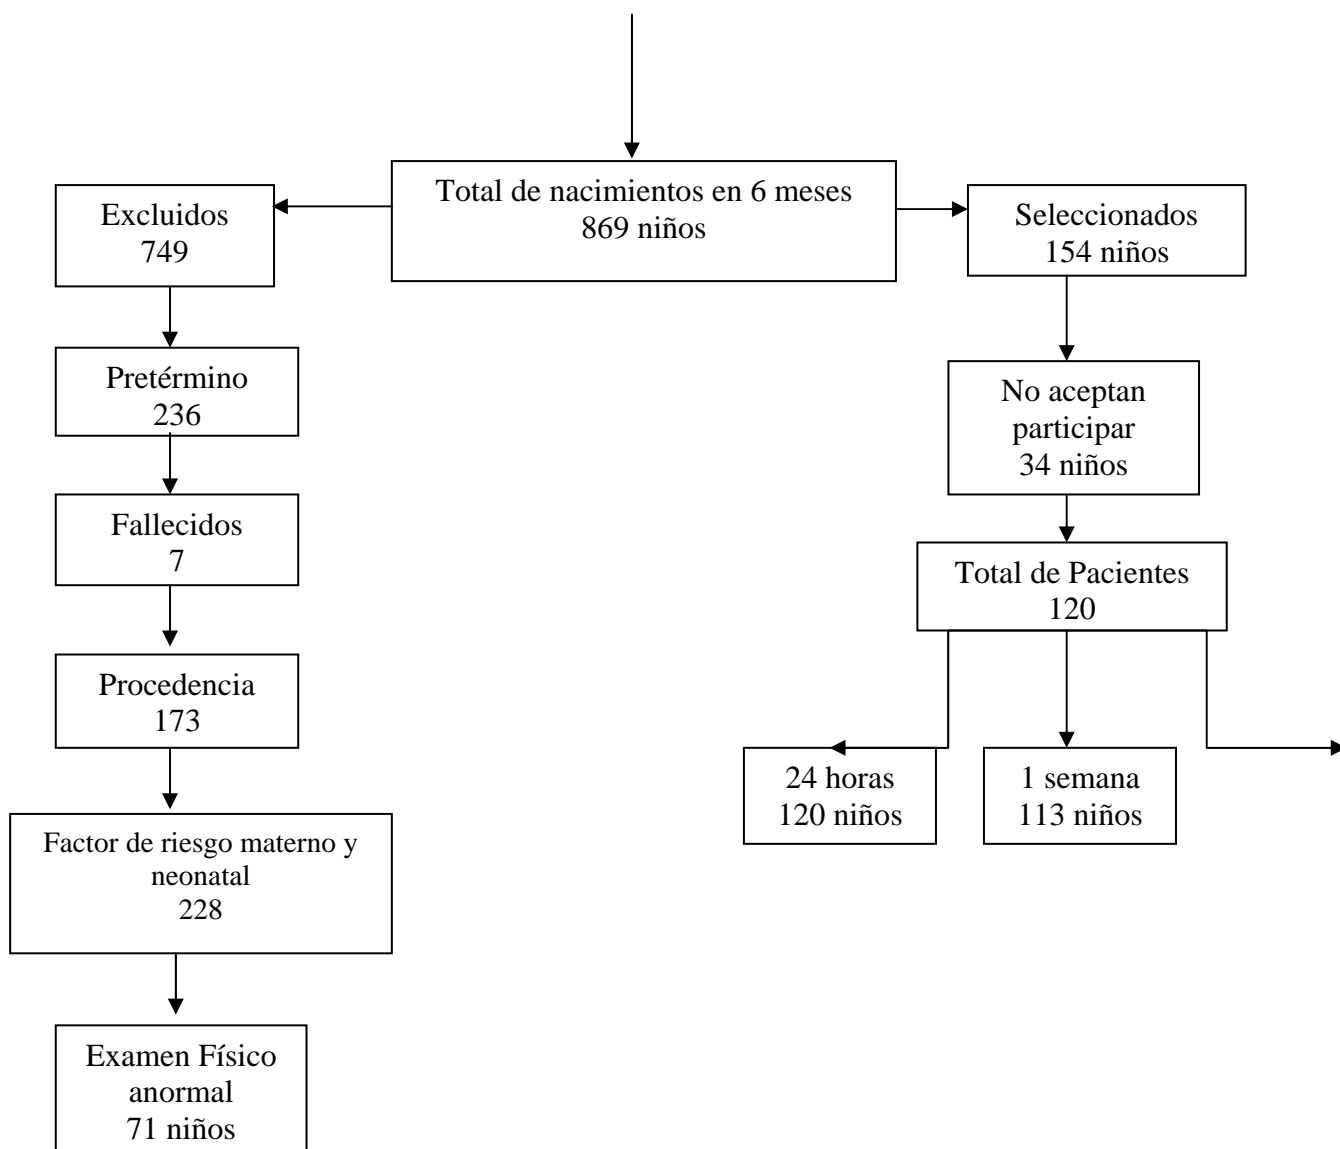 Total de nacimientos en 6 meses
869 niños
Excluidos
749
Seleccionados
154 niños
Pretérmino
236
No aceptan
participar
34 niños
Fallecidos
7
Total de Pacientes
120
Procedencia
173
24 horas
120 niños
1 semana
113 niños
Factor de riesgo materno y
neonatal
228
Examen Físico
anormal
71 niños